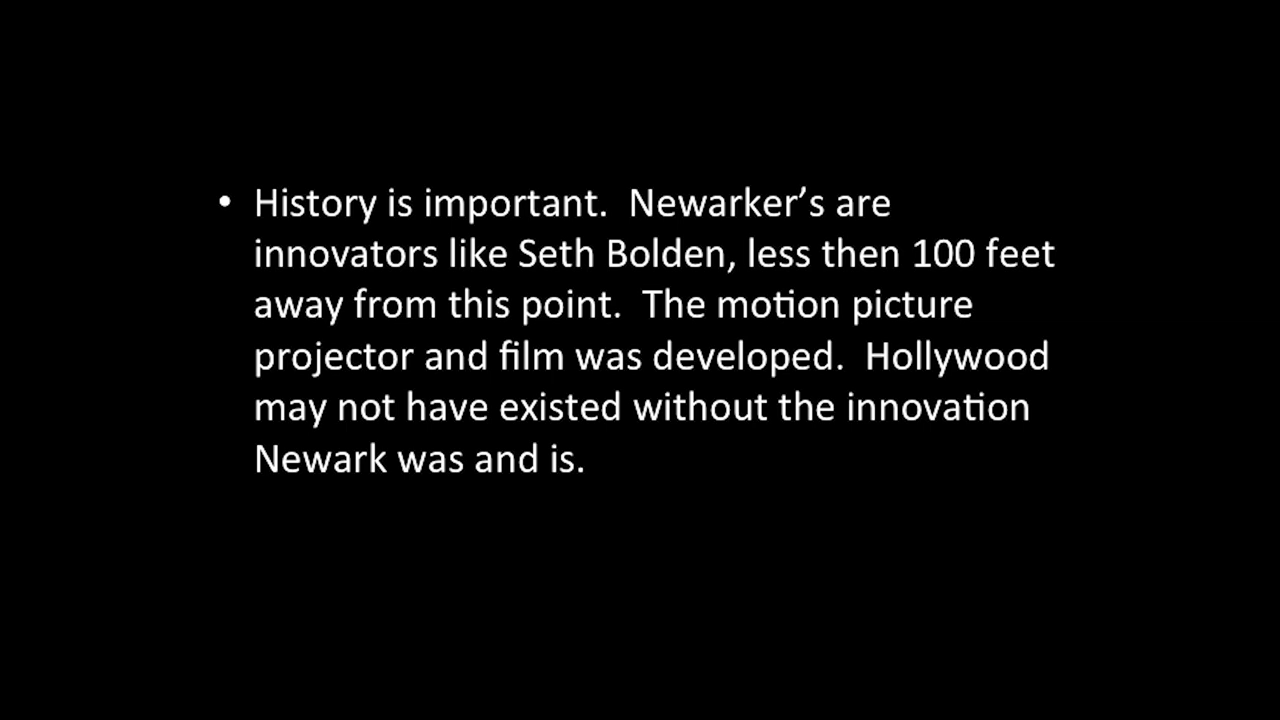 • History is important.  Newarker’s are
innovators like Seth Bolden, less then 100 feet
away from this point.  The motion picture
projector and film was developed.  Hollywood
may not have existed without the innovation
Newark was and is.